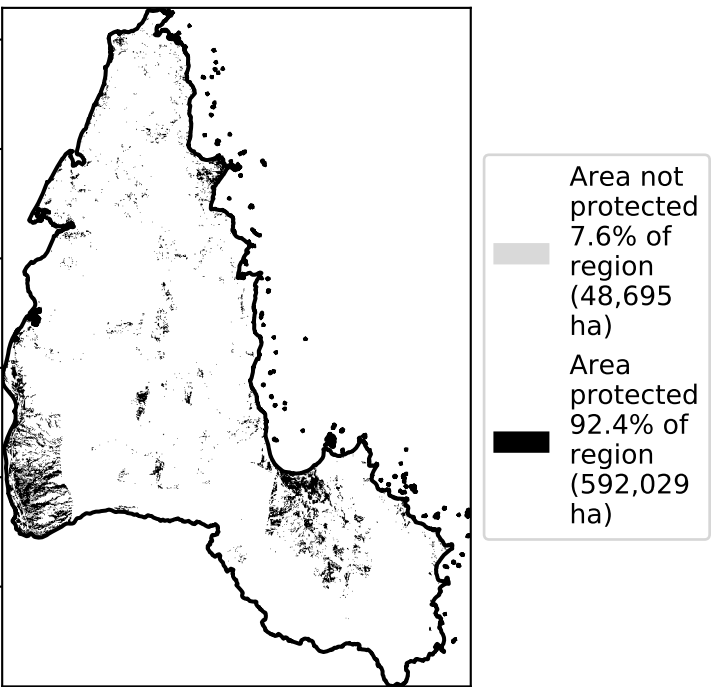 Area not
protected
7.6% of
region
(48,695
ha)
Area
protected
92.4% of
region
(592,029
ha)